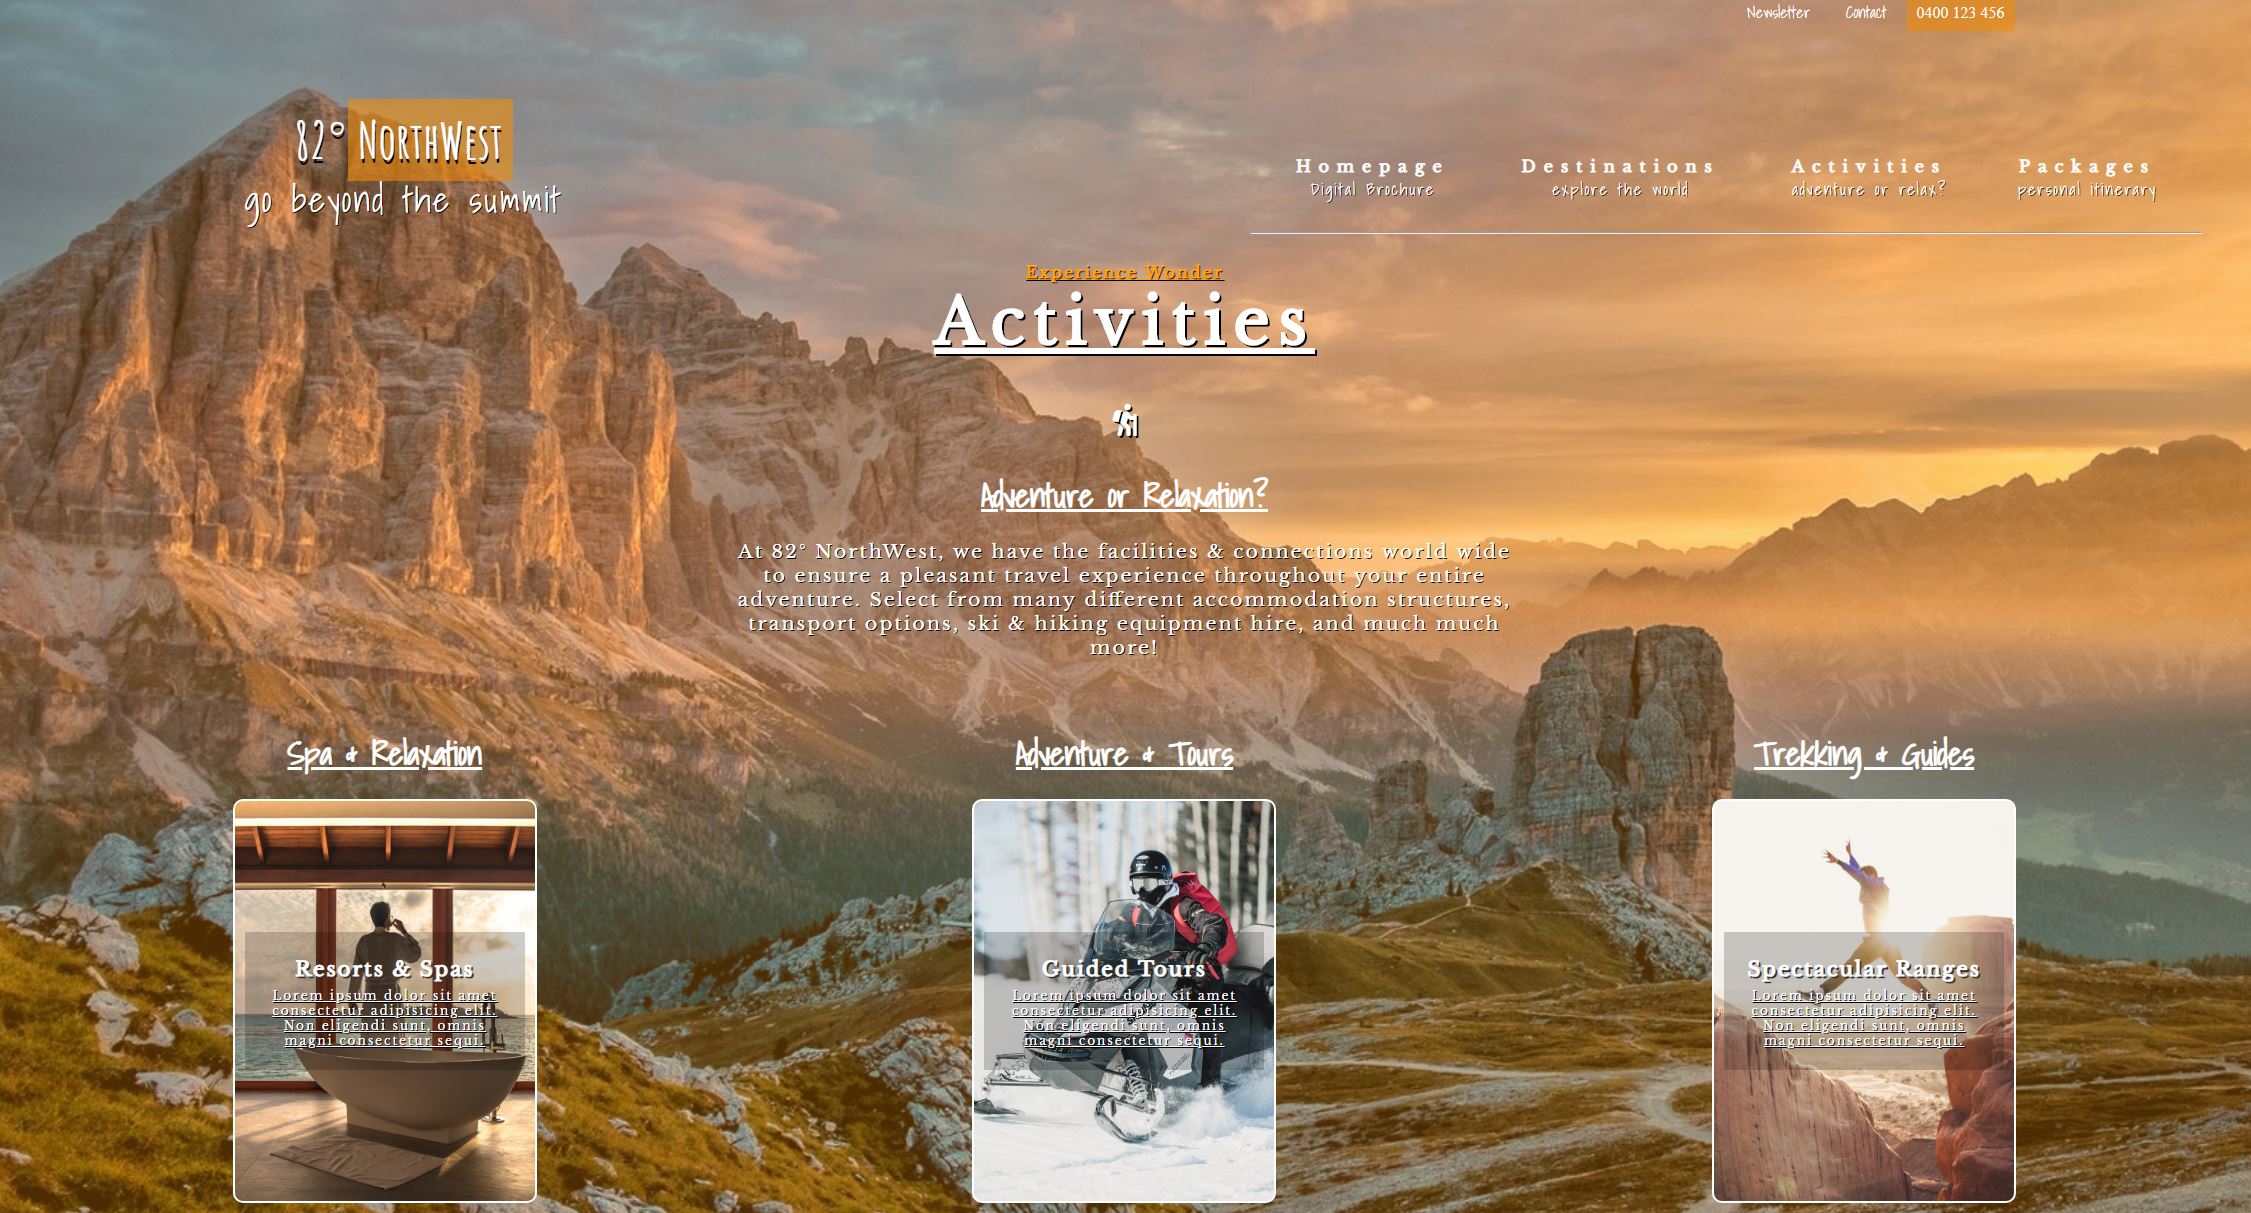 Newsletter Contact 0400 123 456
82° NorthWest
go beyond the summit
Homepage Destinations Activities Packages
Digital Brochure explore the world adventure or relax? personal itinerary
Experience Wonder
Activities
Adventure or Relaxation?
At 82° NorthWest, we have the facilities & connections world wide
to ensure a pleasant travel experience throughout your entire
adventure. Select from many different accommodation structures,
transport options, ski & hiking equipment hire, and much much
more!
Spa & Relaxation
Adventure & Tours
Trekking & Guides
Resorts & Spas
Lorem ipsum dolor sit amet
consectetur adipisicing elit.
Non eligendi sunt, omnis
magni consectetur sequi.
Guided Tours
Lorem ipsum dolor sit amet
consectetur adipisicing elit.
Non eligendi sunt, omnis
magni consectetur sequi.
Spectacular Ranges
Lorem ipsum dolor sit amet
consectetur adipisicing elit.
Non eligendi sunt, omnis
magni consectetur sequi.